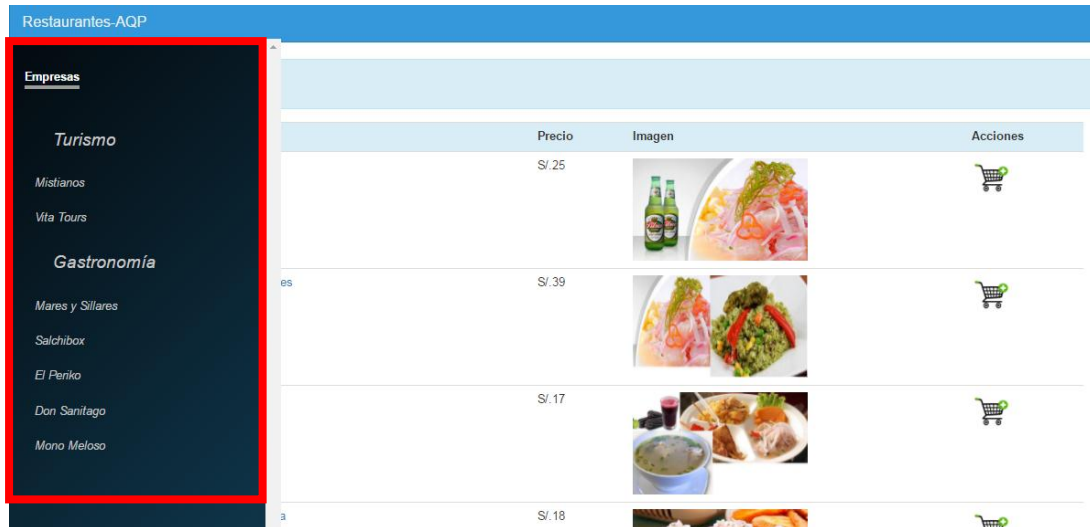 Restaurantes-AQP
Empresas
Turismo
Mistianos
Vita Tours
Gastronomía
Mares y Sillares
Salchibox
El Periko
Don Sanitago
Mono Meloso
Precio Imagen Acciones
S/.25
es S/.39
S/.17
a S/.18